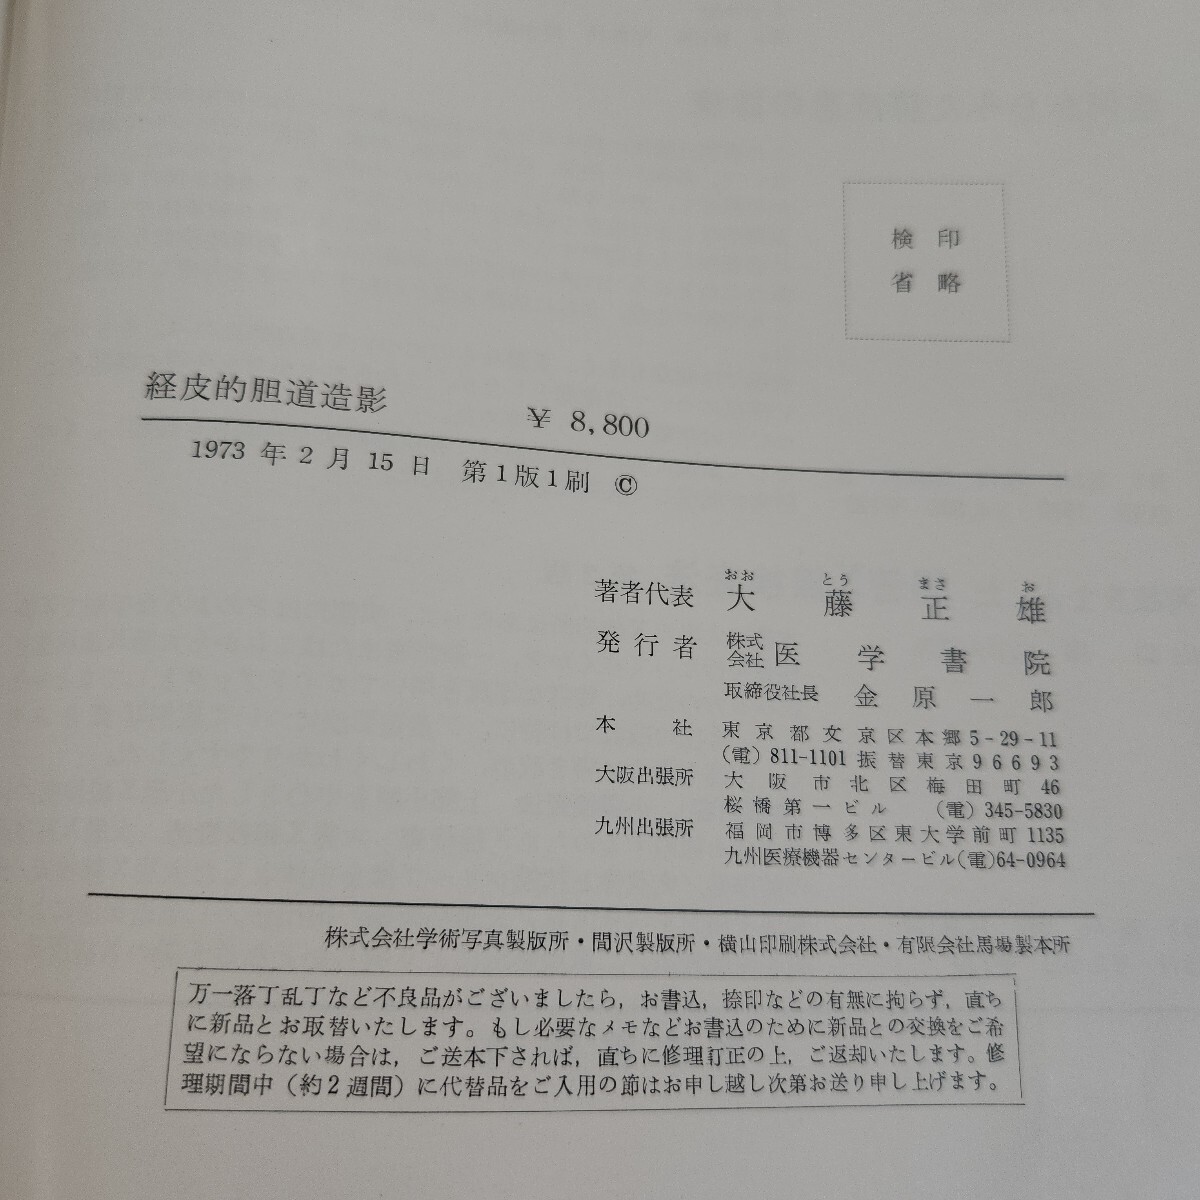 検印
省略
経皮的胆道造影 ¥ 8,800
1973年2月15日 第1版1刷 ©
著者代表 大藤正雄
おお とう まさ お
発行者 株式会社 医学書院
取締役社長 金原一郎
本社 東京都文京区本郷5-29-11
(電) 811-1101 振替東京96693
大阪出張所 大阪市北区梅田町46
桜橋第一ビル (電) 345-5830
九州出張所 福岡市博多区東大学前町1135
九州医療機器センタービル(電)64-0964
株式会社学術写真製版所・間沢製版所・横山印刷株式会社・有限会社馬場製本所
万一落丁乱丁など不良品がございましたら, お書込, 捺印などの有無に拘らず, 直ち
に新品とお取替いたします。もし必要なメモなどお書込のために新品との交換をご希
望にならない場合は, ご送本下されば, 直ちに修理訂正の上, ご返却いたします。修
理期間中 (約2週間) に代替品をご入用の節はお申し越し次第お送り申し上げます。